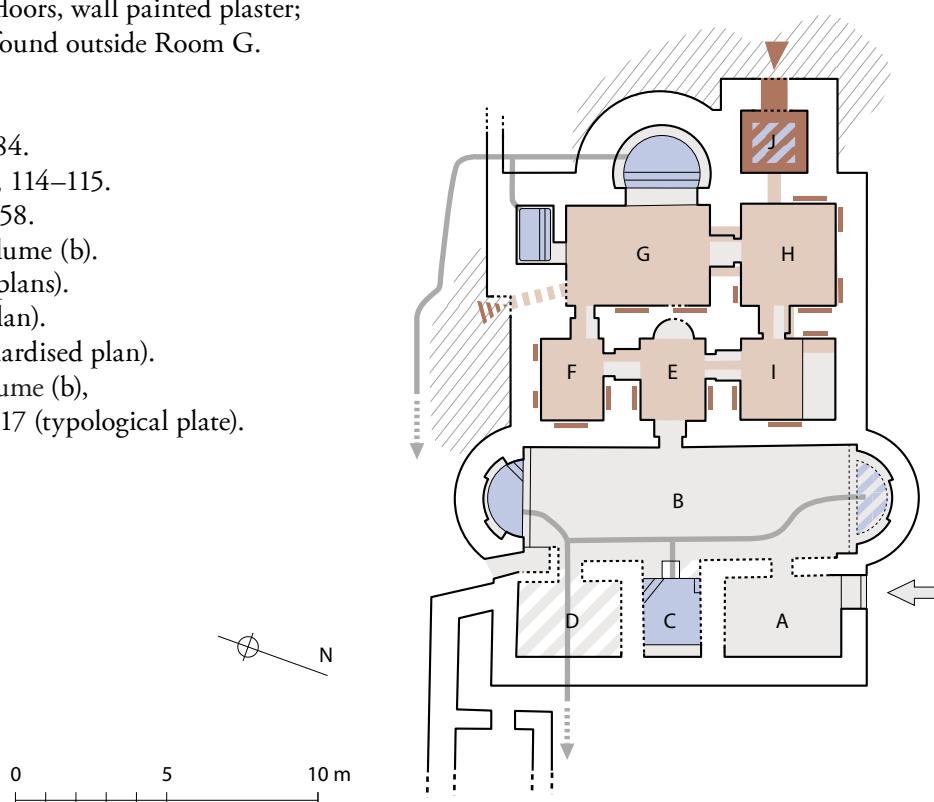 floors, wall painted plaster;
found outside Room G.
84.
, 114–115.
58.
lume (b).
plans).
lan).
ardised plan).
ume (b),
17 (typological plate).
J
G
H
F
E
I
B
D
C
A
N
0 5 10 m